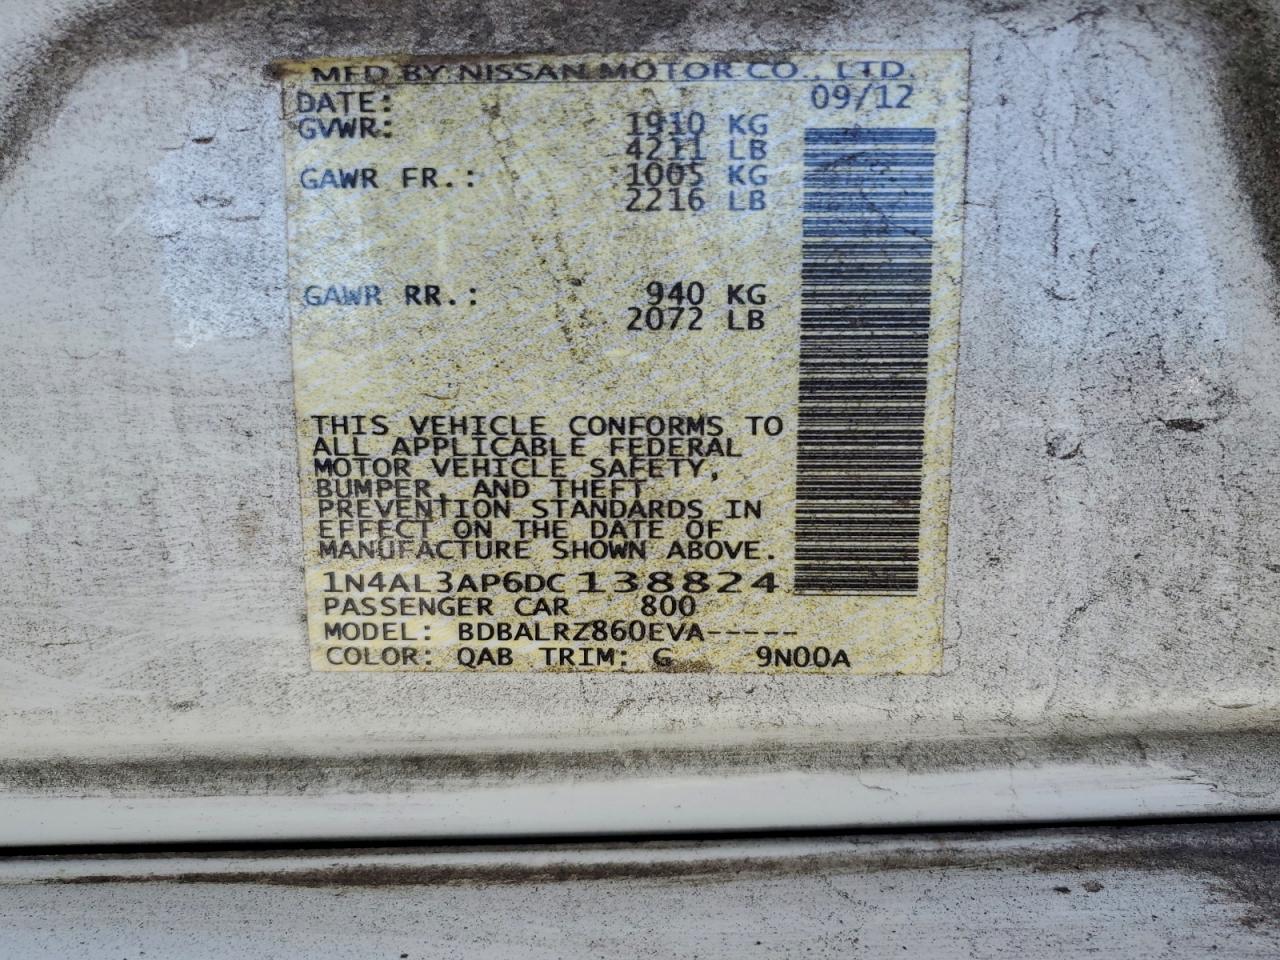 MFD BY NISSAN MOTOR CO., LTD.
DATE: 09/12
GVWR: 1910 KG
4211 LB
GAWR FR.: 1005 KG
2216 LB
GAWR RR.: 940 KG
2072 LB
THIS VEHICLE CONFORMS TO
ALL APPLICABLE FEDERAL
MOTOR VEHICLE SAFETY,
BUMPER, AND THEFT
PREVENTION STANDARDS IN
EFFECT ON THE DATE OF
MANUFACTURE SHOWN ABOVE.
1N4AL3AP6DC138824
PASSENGER CAR 800
MODEL: BDBALRZ860EVA-----
COLOR: QAB TRIM: G 9N00A